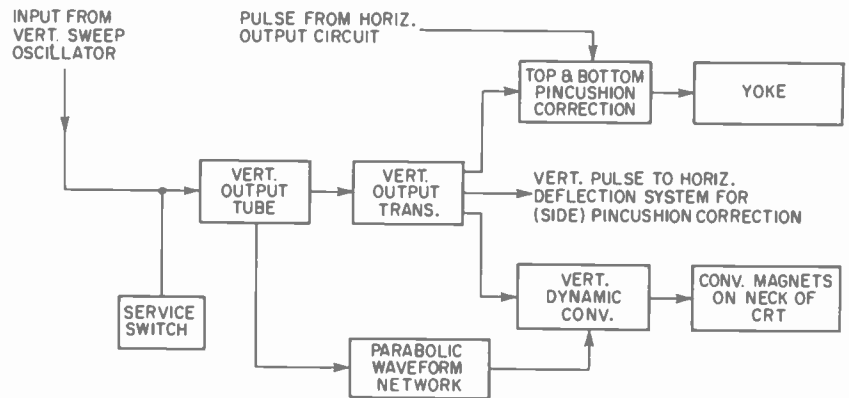 INPUT FROM
VERT. SWEEP
OSCILLATOR
PULSE FROM HORIZ.
OUTPUT CIRCUIT
TOP & BOTTOM
PINCUSHION
CORRECTION
YOKE
VERT.
OUTPUT
TUBE
VERT.
OUTPUT
TRANS.
VERT. PULSE TO HORIZ.
DEFLECTION SYSTEM FOR
(SIDE) PINCUSHION CORRECTION
SERVICE
SWITCH
VERT.
DYNAMIC
CONV.
CONV. MAGNETS
ON NECK OF
CRT
PARABOLIC
WAVEFORM
NETWORK